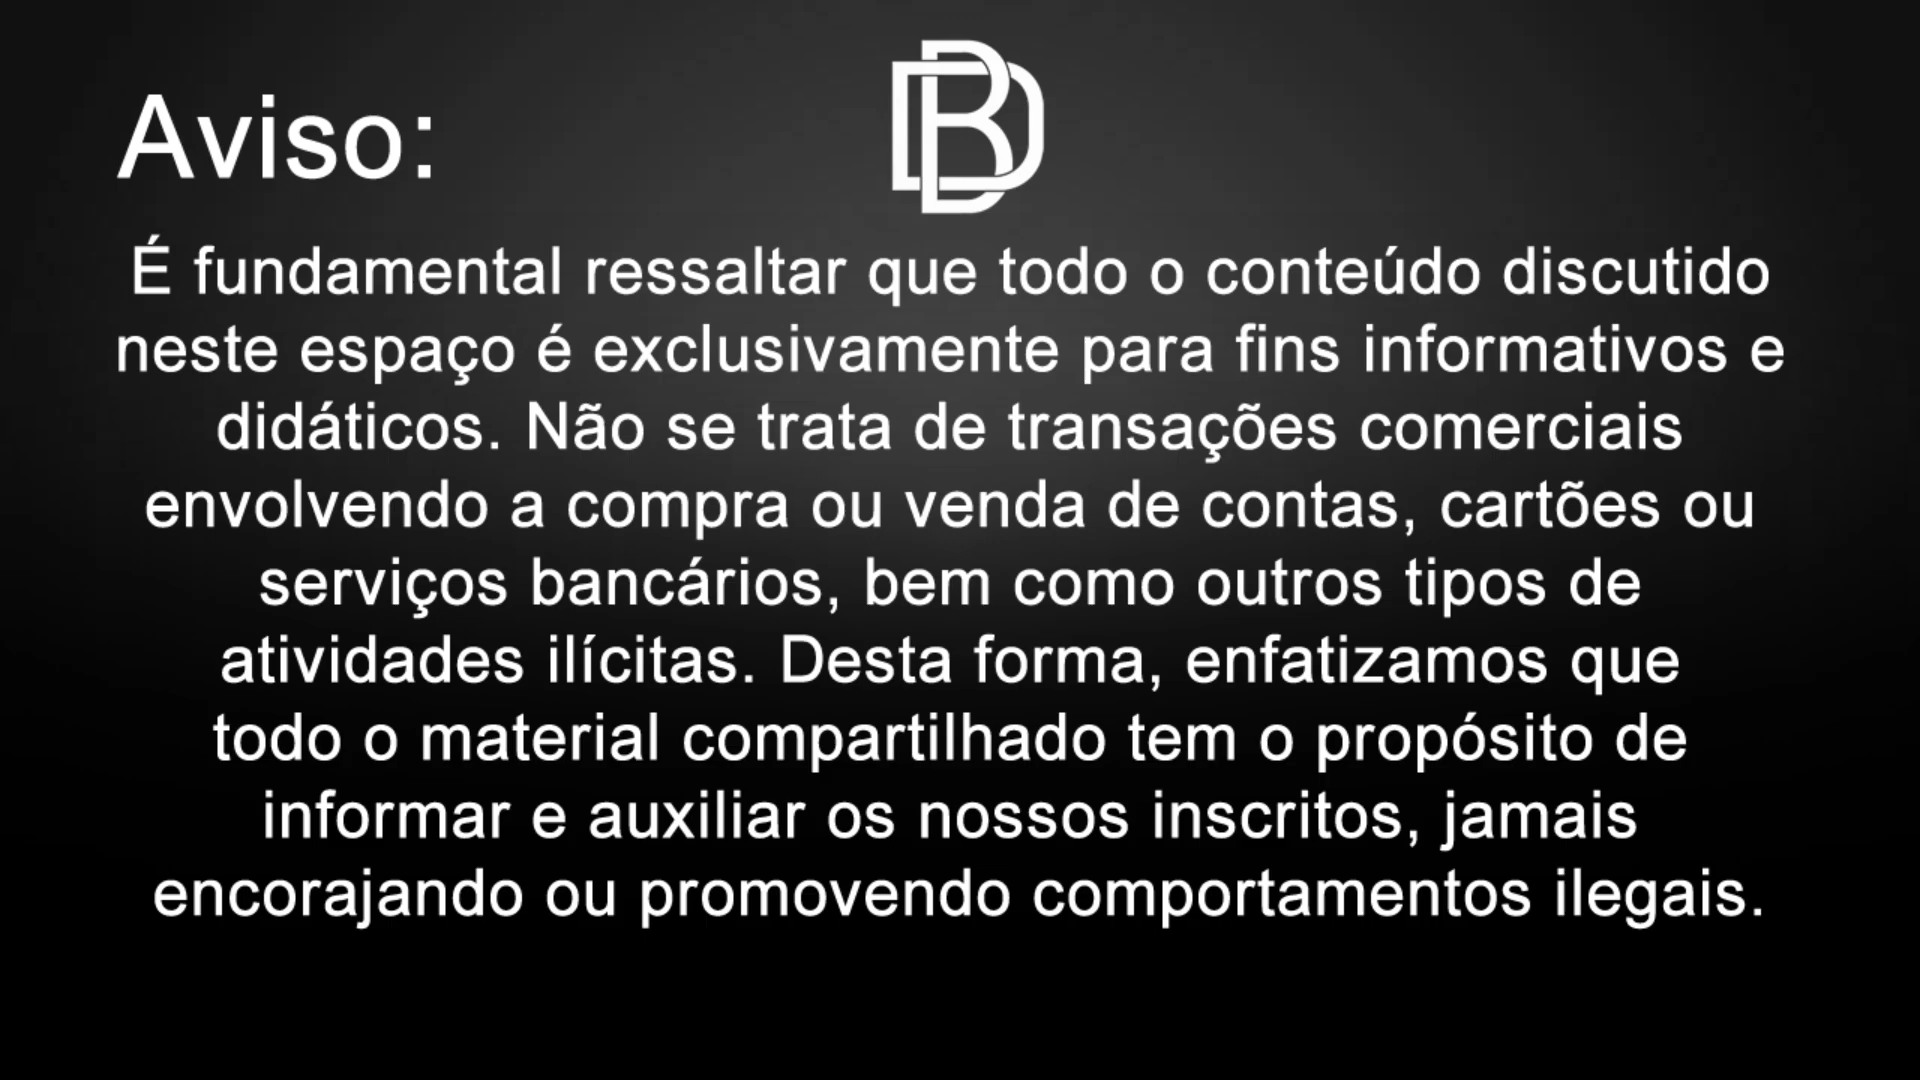 Aviso:
É fundamental ressaltar que todo o conteúdo discutido
neste espaço é exclusivamente para fins informativos e
didáticos. Não se trata de transações comerciais
envolvendo a compra ou venda de contas, cartões ou
serviços bancários, bem como outros tipos de
atividades ilícitas. Desta forma, enfatizamos que
todo o material compartilhado tem o propósito de
informar e auxiliar os nossos inscritos, jamais
encorajando ou promovendo comportamentos ilegais.